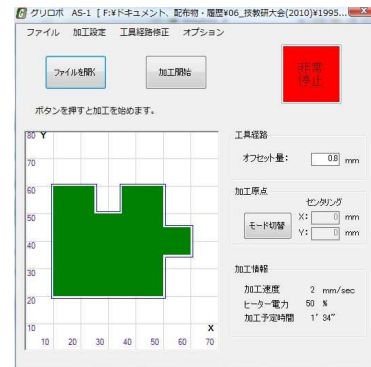 グリロボ AS-1 [ F:¥ドキュメント、配布物・履歴¥06_技教研大会(2010)¥1995...
ファイル 加工設定 工具経路修正 オプション
ファイルを開く
加工開始
非常
停止
ボタンを押すと加工を始めます。
80 Y
70
60
50
40
30
20
10
X
10 20 30 40 50 60 70
工具経路
オフセット量： 0.8 mm
加工原点
センタリング
モード切替
X： 0 mm
Y： 0 mm
加工情報
加工速度 2 mm/sec
ヒーター電力 50 %
加工予定時間 1' 34"